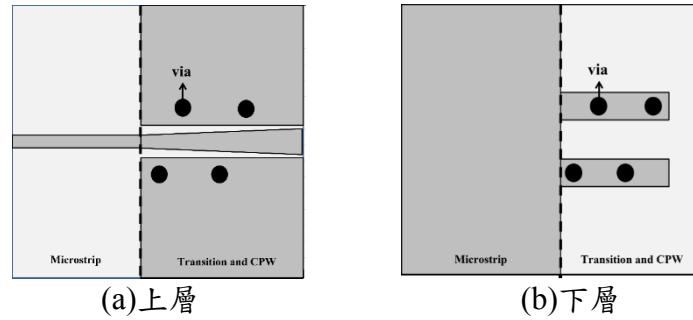 via
Microstrip
Transition and CPW
(a)上層
via
Microstrip
Transition and CPW
(b)下層